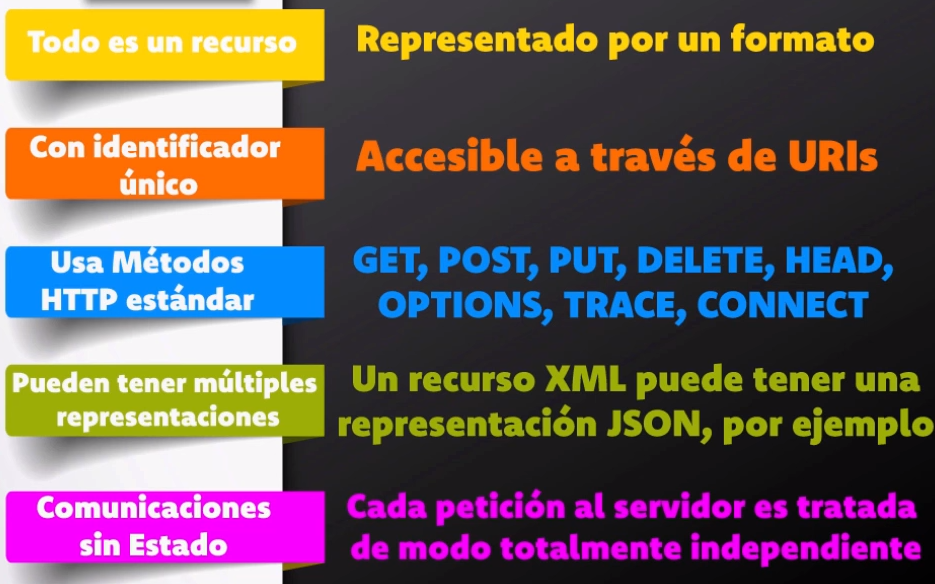 Todo es un recurso
Representado por un formato
Con identificador
único
Accesible a través de URIs
Usa Métodos
HTTP estándar
GET, POST, PUT, DELETE, HEAD,
OPTIONS, TRACE, CONNECT
Pueden tener múltiples
representaciones
Un recurso XML puede tener una
representación JSON, por ejemplo
Comunicaciones
sin Estado
Cada petición al servidor es tratada
de modo totalmente independiente